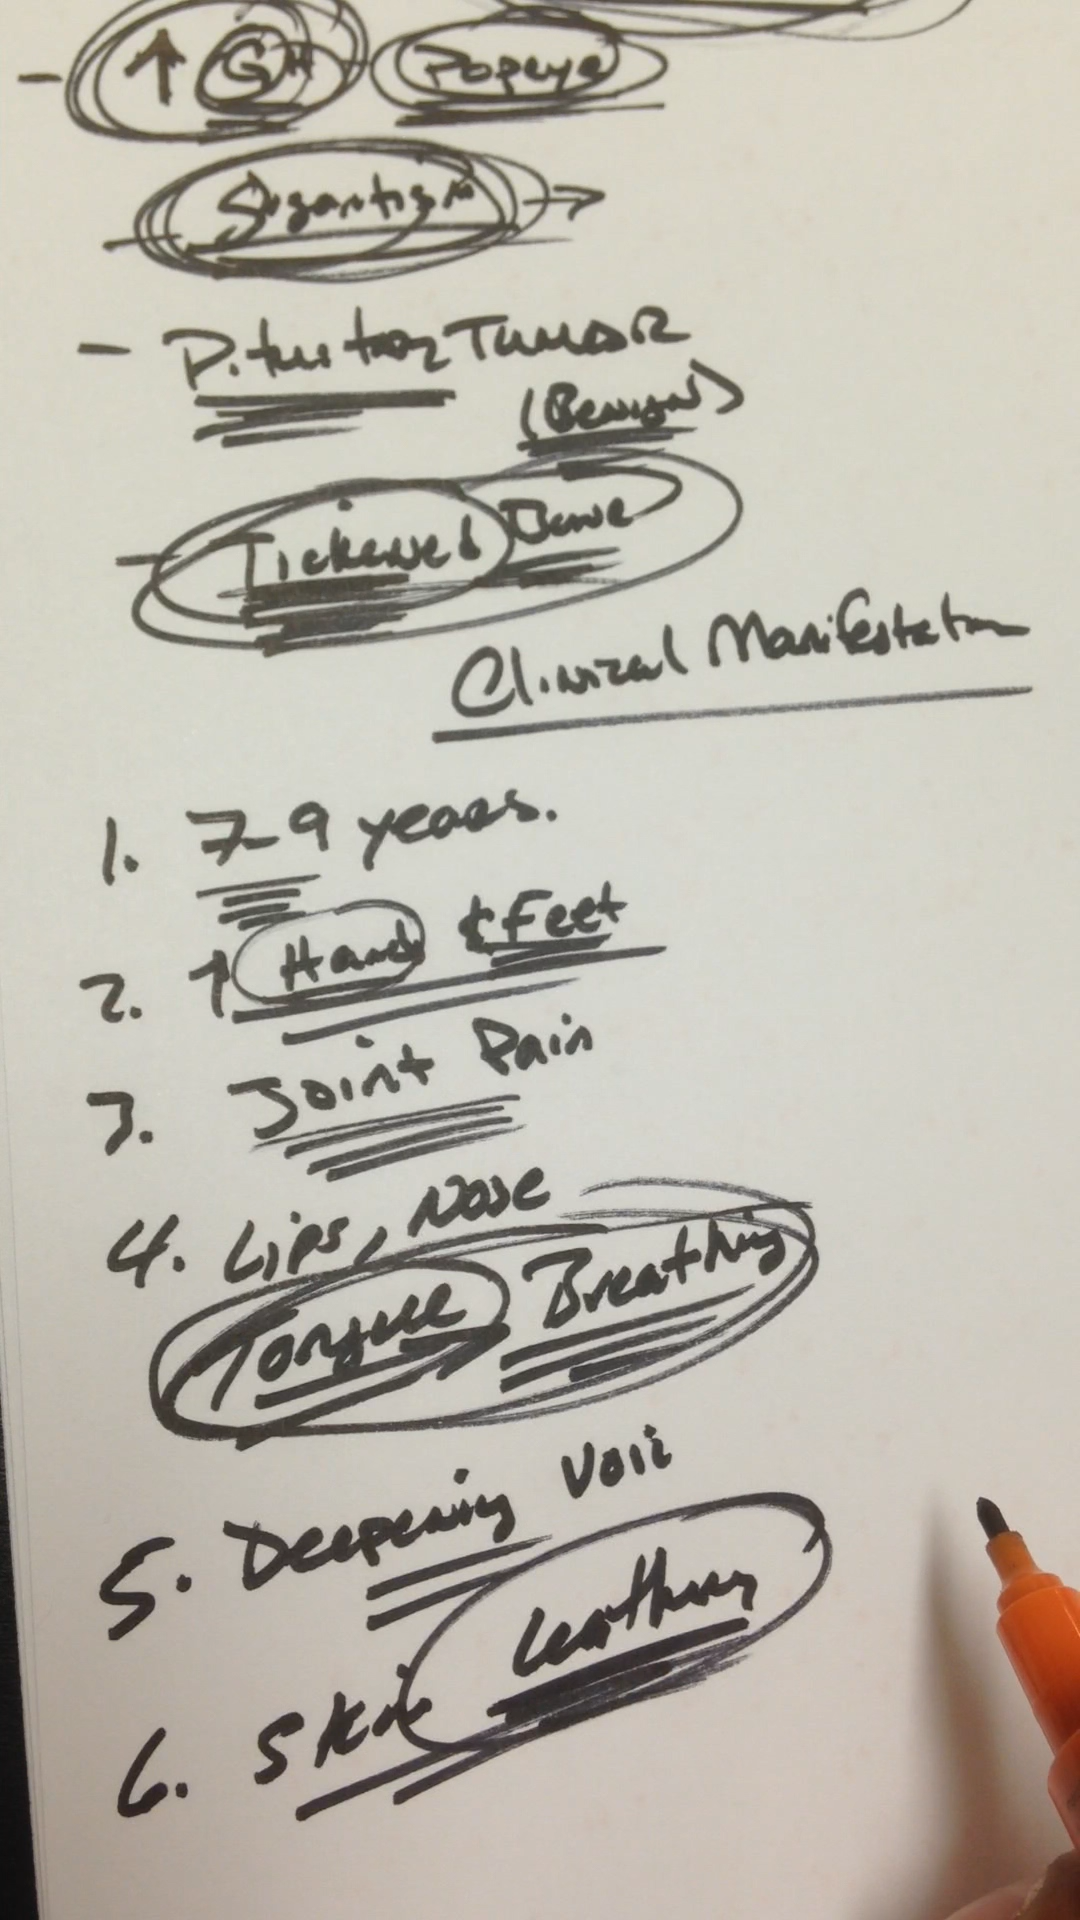 - ↑ GH - Popeye
- Gigantism →
- Pituitary Tumor
(Benign)
- Tickened Bone
Clinical Manifestation
1. 7-9 years.
2. ↑ Hands & Feet
3. Joint Pain
4. Lips, Nose
Tongue Breathing
5. Deepening Voic
6. Skin Leathery